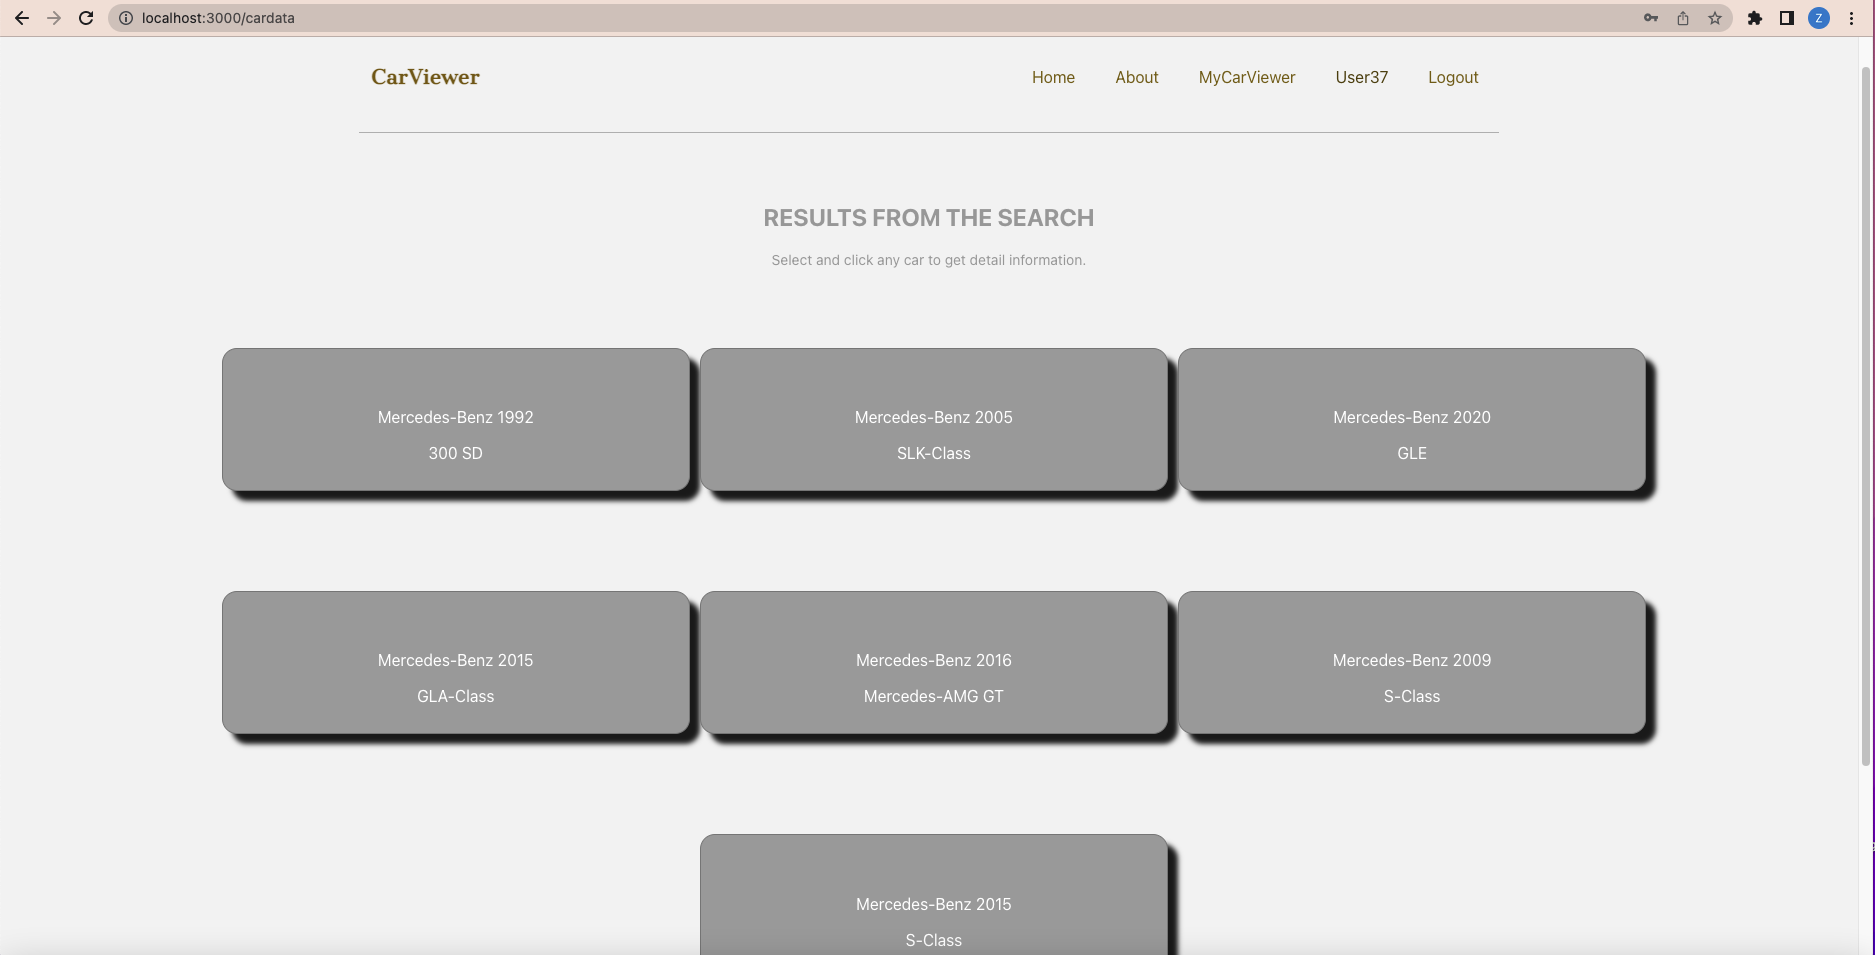 localhost:3000/cardata
Z
CarViewer
Home
About
MyCarViewer
User37
Logout
RESULTS FROM THE SEARCH
Select and click any car to get detail information.
Mercedes-Benz 1992
300 SD
Mercedes-Benz 2005
SLK-Class
Mercedes-Benz 2020
GLE
Mercedes-Benz 2015
GLA-Class
Mercedes-Benz 2016
Mercedes-AMG GT
Mercedes-Benz 2009
S-Class
Mercedes-Benz 2015
S-Class